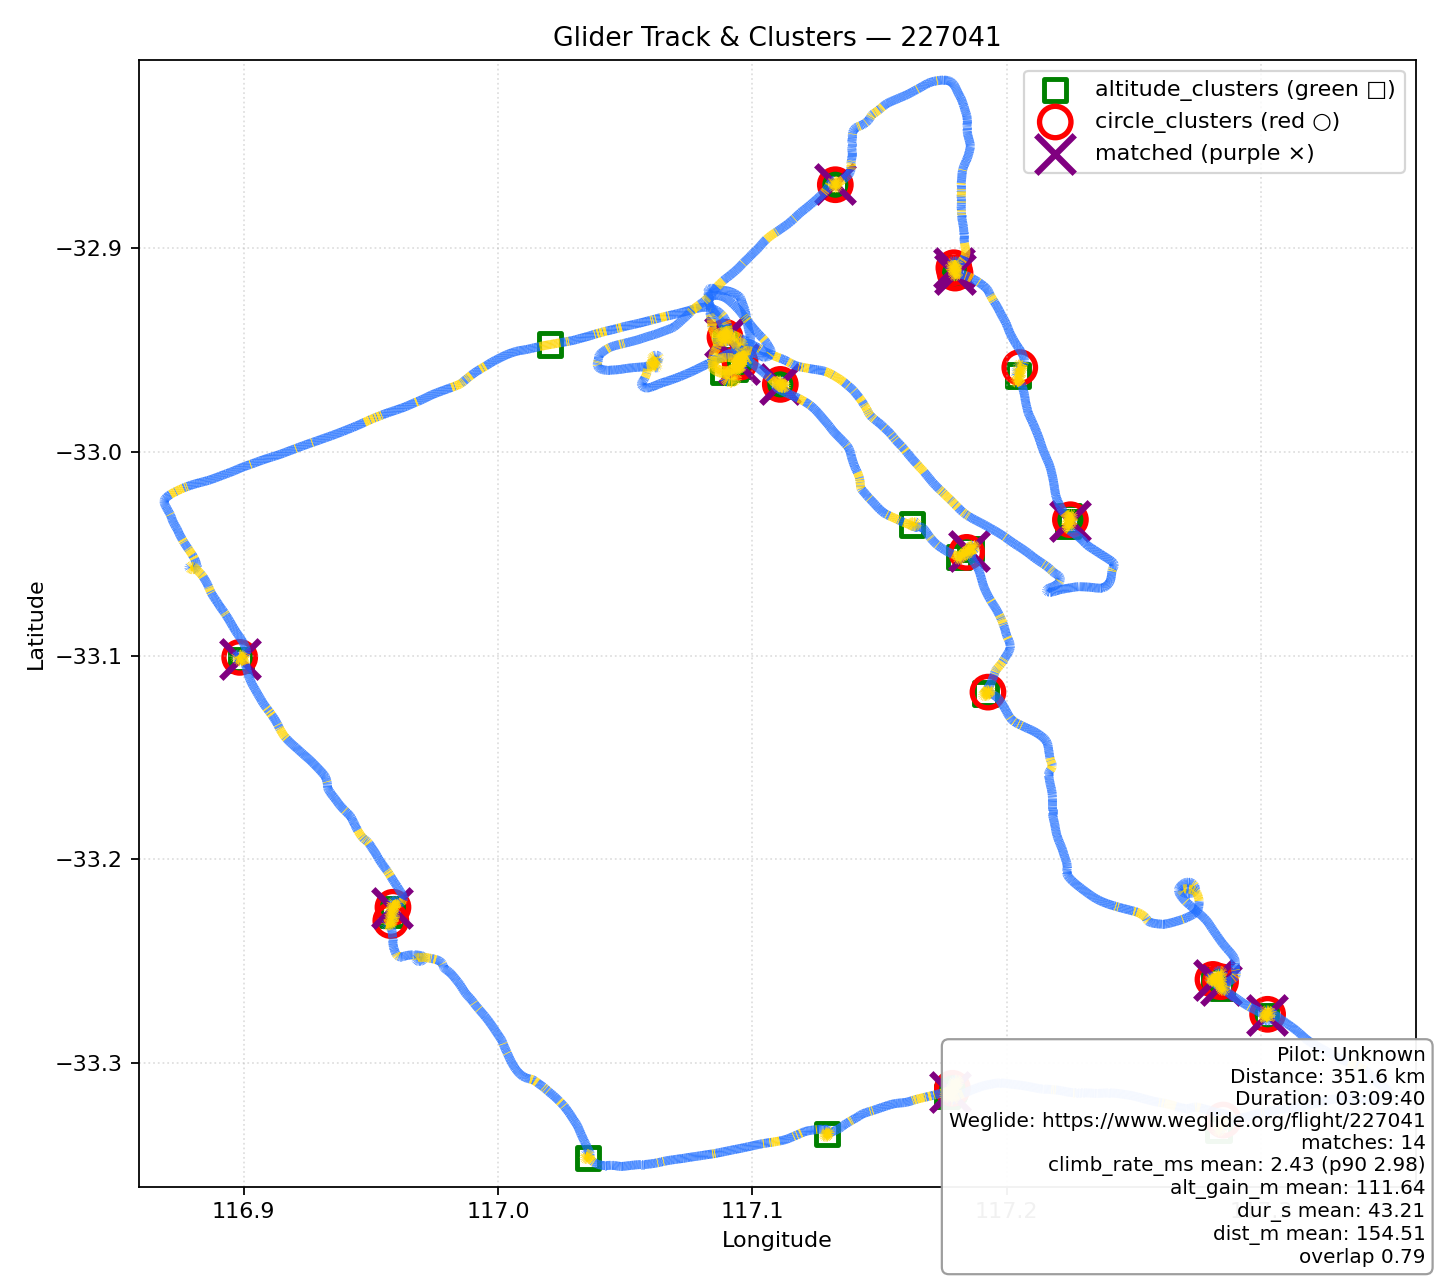 Glider Track & Clusters — 227041
altitude_clusters (green □)
circle_clusters (red ○)
matched (purple ×)
−32.9
−33.0
−33.1
−33.2
−33.3
Latitude
116.9
117.0
117.1
117.2
Longitude
Pilot: Unknown
Distance: 351.6 km
Duration: 03:09:40
Weglide: https://www.weglide.org/flight/227041
matches: 14
climb_rate_ms mean: 2.43 (p90 2.98)
alt_gain_m mean: 111.64
dur_s mean: 43.21
dist_m mean: 154.51
overlap 0.79